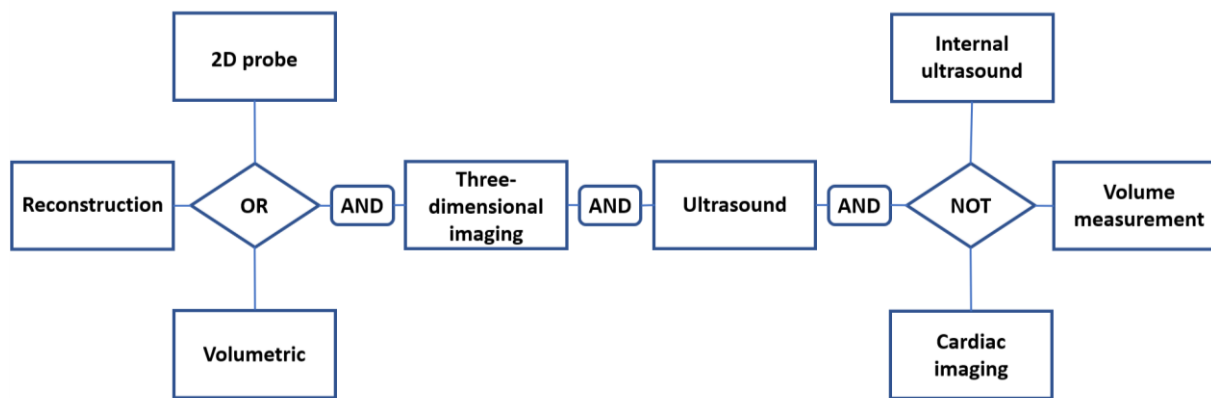 2D probe
Reconstruction
OR
Volumetric
AND
Three-
dimensional
imaging
AND
Ultrasound
AND
NOT
Internal
ultrasound
Volume
measurement
Cardiac
imaging